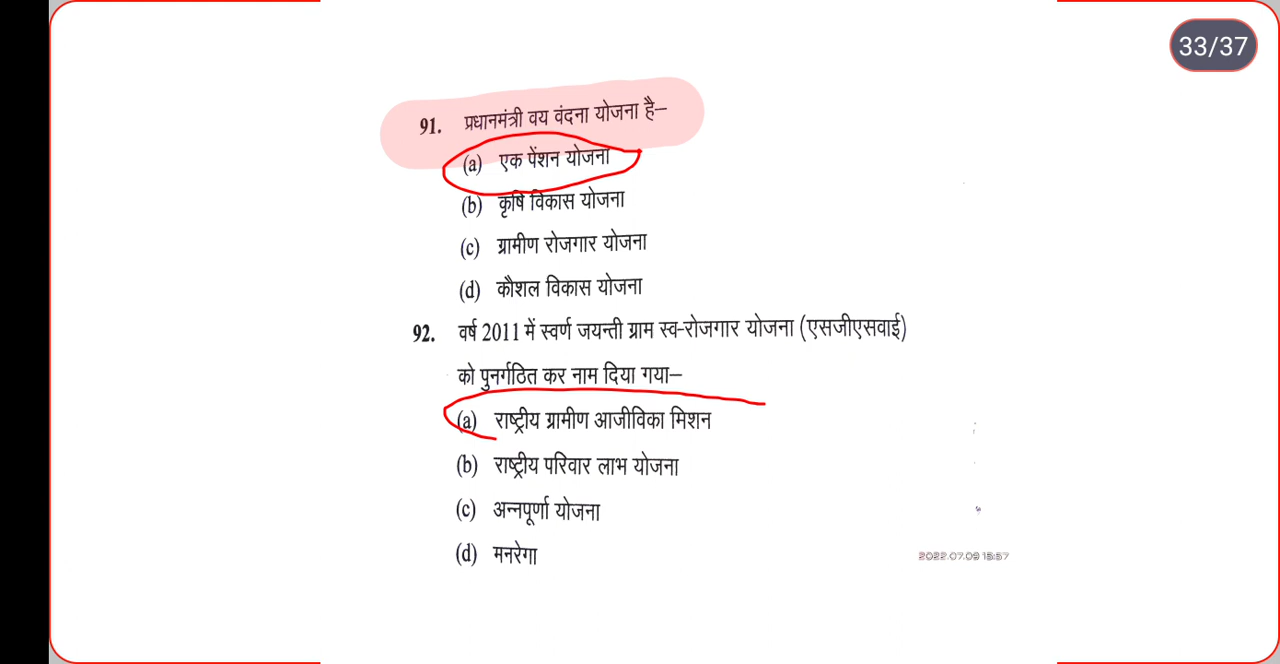 33/37
91. प्रधानमंत्री वय वंदना योजना है–
(a) एक पेंशन योजना
(b) कृषि विकास योजना
(c) ग्रामीण रोजगार योजना
(d) कौशल विकास योजना
92. वर्ष 2011 में स्वर्ण जयन्ती ग्राम स्व-रोजगार योजना (एसजीएसवाई)
को पुनर्गठित कर नाम दिया गया–
(a) राष्ट्रीय ग्रामीण आजीविका मिशन
(b) राष्ट्रीय परिवार लाभ योजना
(c) अन्नपूर्णा योजना
(d) मनरेगा
2022.07.09 15:57